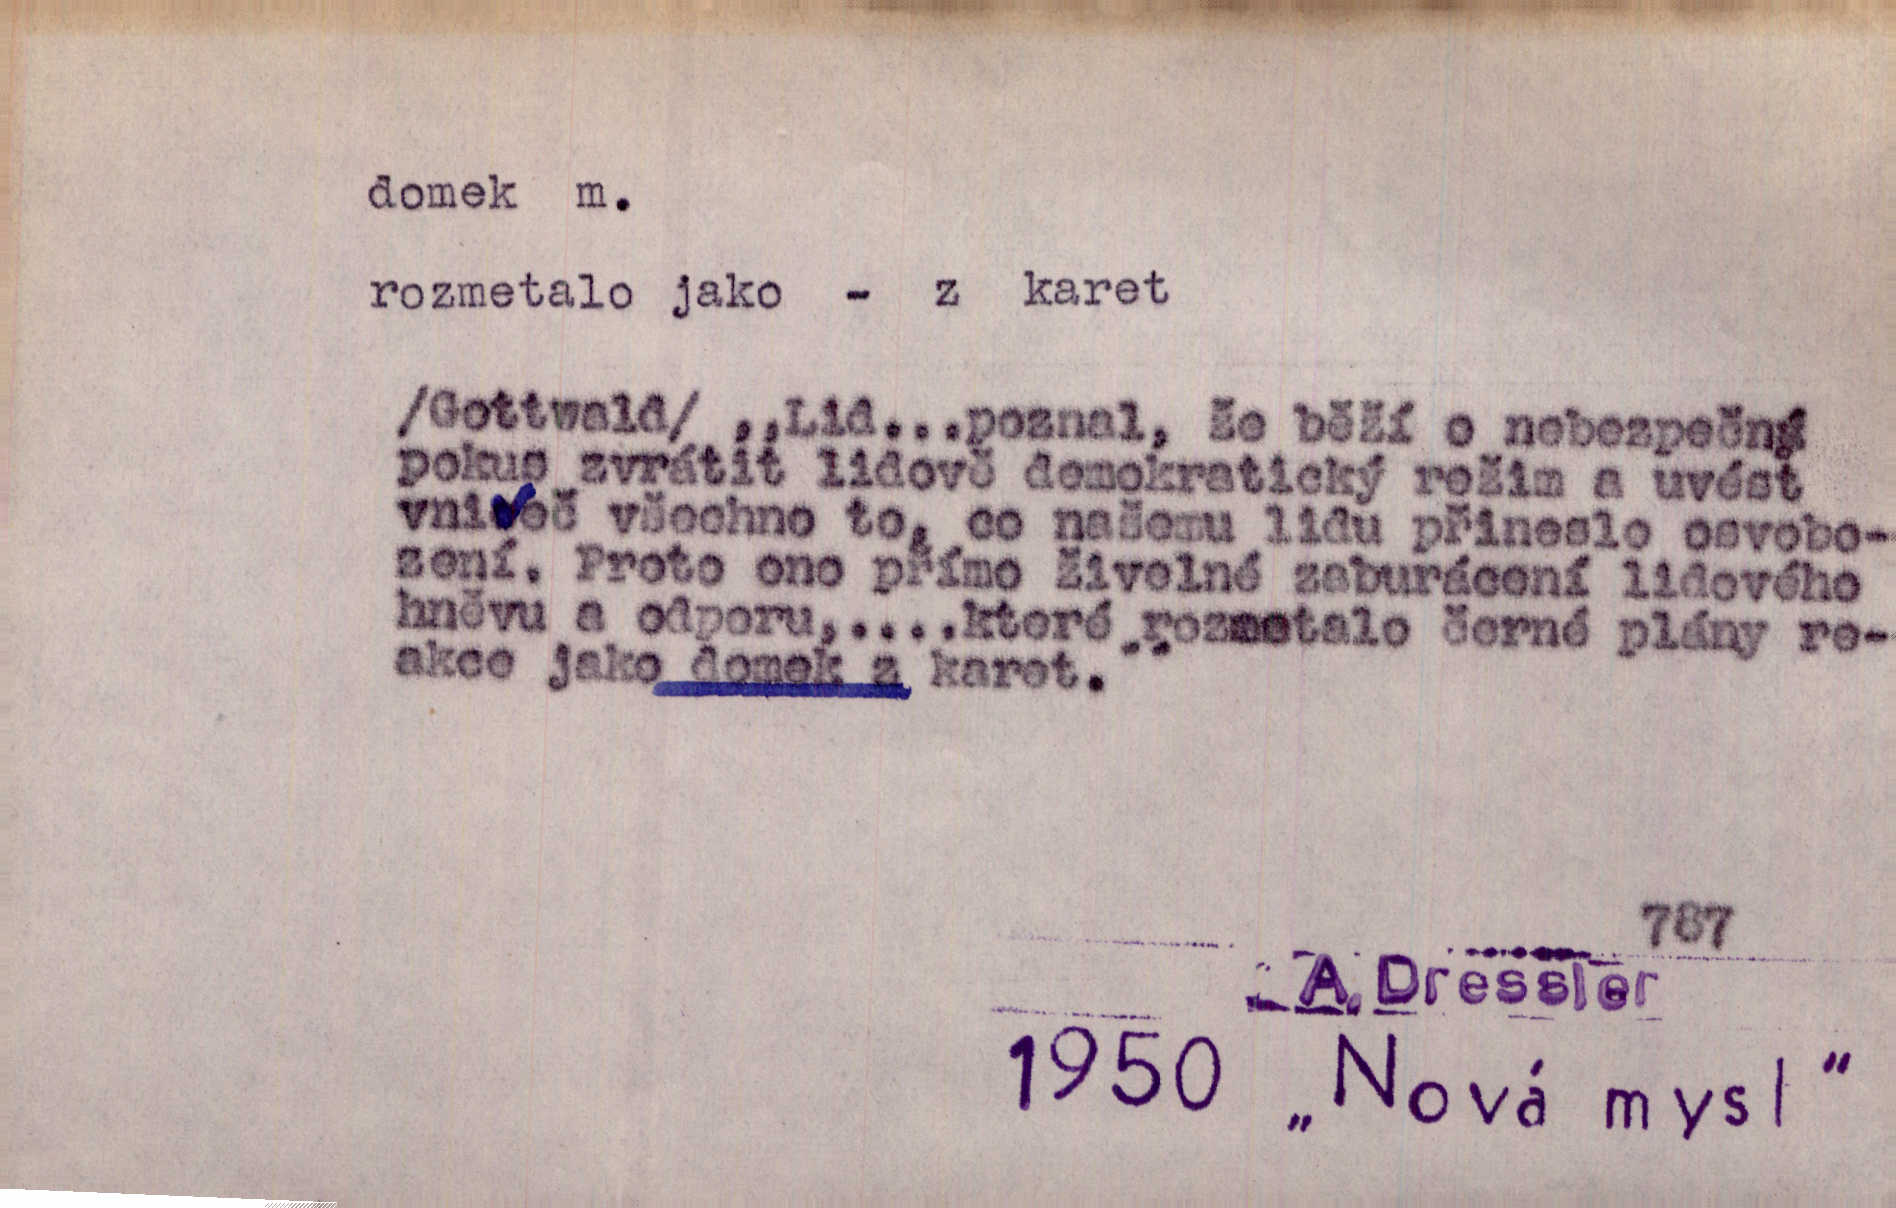 domek m.
rozmetalo jako - z karet
/Gottwald/ ,,Lid...poznal, že běží o nebezpečný
pokus zvrátit lidově demokratický režim a uvést
vniveč všechno to, co našemu lidu přineslo osvobo-
zení. Proto ono přímo živelné zaburácení lidového
hněvu a odporu,....které rozmetalo černé plány re-
akce jako domek z karet."
787
A. Dressler
1950 „Nová mysl“